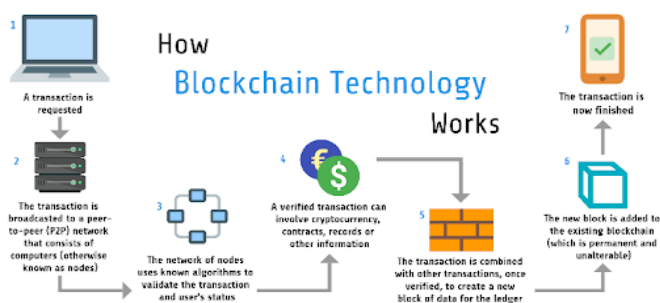 How
Blockchain Technology
Works
1
A transaction is
requested
2
The transaction is
broadcasted to a peer-
to-peer (P2P) network
that consists of
computers (otherwise
known as nodes)
3
The network of nodes
uses known algorithms to
validate the transaction
and user's status
4
€
$
A verified transaction can
involve cryptocurrency,
contracts, records or
other information
5
The transaction is combined
with other transactions, once
verified, to create a new
block of data for the ledger
6
The new block is added to
the existing blockchain
(which is permanent and
unalterable)
7
The transaction is
now finished